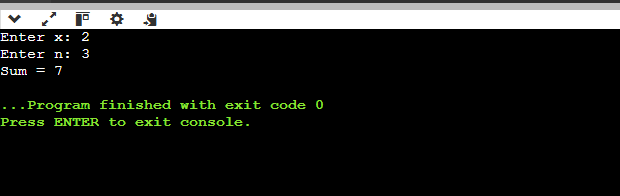 Enter x: 2
Enter n: 3
Sum = 7
...Program finished with exit code 0
Press ENTER to exit console.